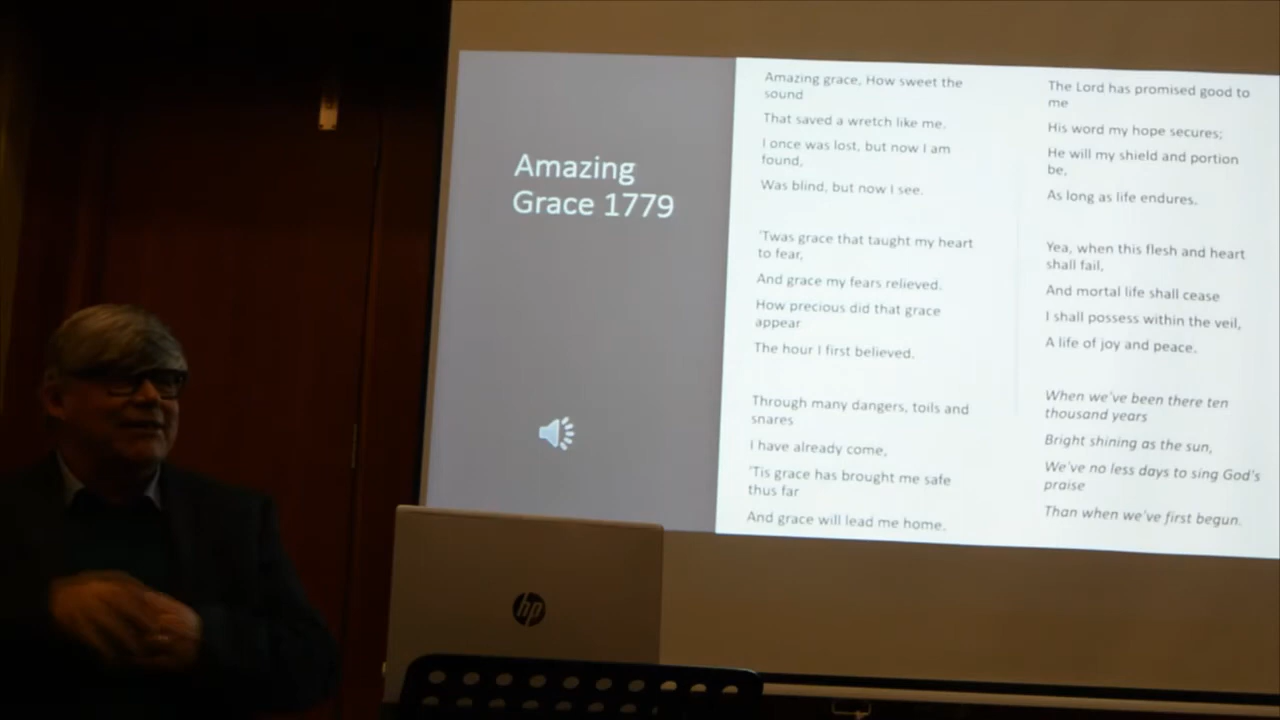 Amazing
Grace 1779
Amazing grace, How sweet the
sound
That saved a wretch like me.
I once was lost, but now I am
found,
Was blind, but now I see.
'Twas grace that taught my heart
to fear,
And grace my fears relieved.
How precious did that grace
appear
The hour I first believed.
Through many dangers, toils and
snares
I have already come,
'Tis grace has brought me safe
thus far
And grace will lead me home.
The Lord has promised good to
me
His word my hope secures;
He will my shield and portion
be,
As long as life endures.
Yea, when this flesh and heart
shall fail,
And mortal life shall cease
I shall possess within the veil,
A life of joy and peace.
When we've been there ten
thousand years
Bright shining as the sun,
We've no less days to sing God's
praise
Than when we've first begun.
hp